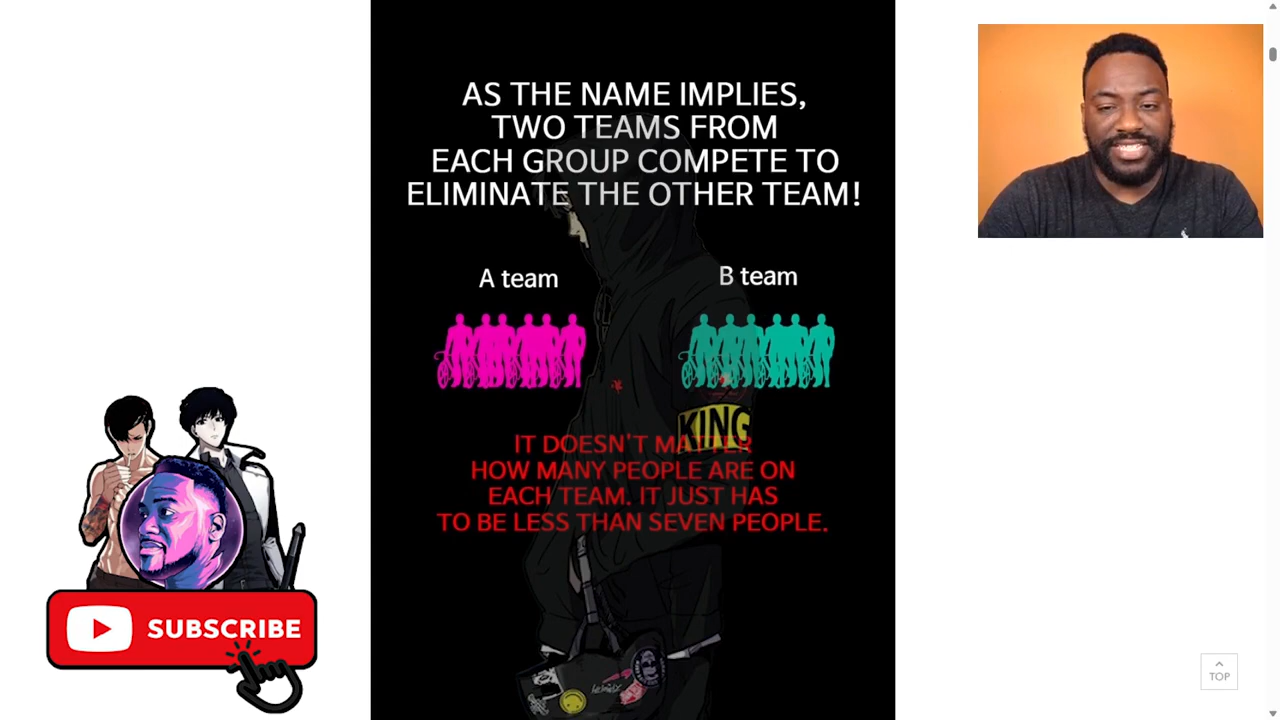 AS THE NAME IMPLIES,
TWO TEAMS FROM
EACH GROUP COMPETE TO
ELIMINATE THE OTHER TEAM!
A team
B team
KING
IT DOESN'T MATTER
HOW MANY PEOPLE ARE ON
EACH TEAM. IT JUST HAS
TO BE LESS THAN SEVEN PEOPLE.
SUBSCRIBE
TOP